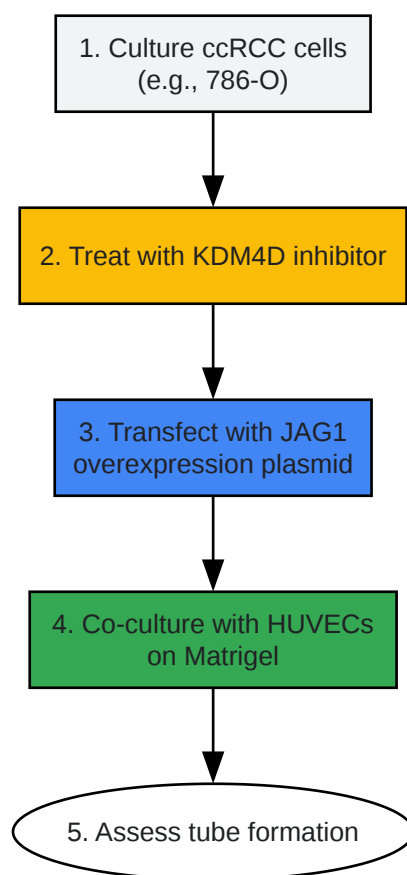 1. Culture ccRCC cells
(e.g., 786-O)
2. Treat with KDM4D inhibitor
3. Transfect with JAG1
overexpression plasmid
4. Co-culture with HUVECs
on Matrigel
5. Assess tube formation